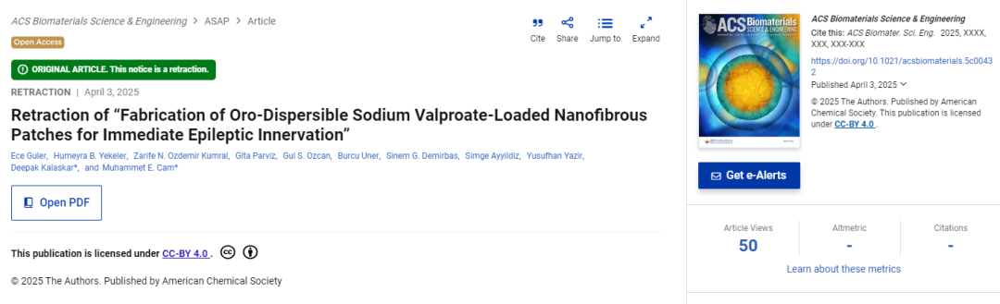 ACS Biomaterials Science & Engineering > ASAP > Article
Open Access
ORIGINAL ARTICLE. This notice is a retraction.
RETRACTION | April 3, 2025
Retraction of “Fabrication of Oro-Dispersible Sodium Valproate-Loaded Nanofibrous
Patches for Immediate Epileptic Innervation”
Ece Guler, Humeyra B. Yekeler, Zarife N. Ozdemir Kumral, Gita Parviz, Gul S. Ozcan, Burcu Uner, Sinem G. Demirbas, Simge Ayyildiz, Yusufhan Yazir,
Deepak Kalaskar*, and Muhammet E. Cam*
Open PDF
This publication is licensed under CC-BY 4.0 .
cc
© 2025 The Authors. Published by American Chemical Society
Cite
Share
Jump to
Expand
ACS Biomaterials
SCIENCE & ENGINEERING
ACS Biomaterials Science & Engineering
Cite this: ACS Biomater. Sci. Eng. 2025, XXXX,
XXX, XXX-XXX
https://doi.org/10.1021/acsbiomaterials.5c0043
2
Published April 3, 2025
© 2025 The Authors. Published by American
Chemical Society. This publication is licensed
under CC-BY 4.0 .
Get e-Alerts
Article Views
50
Altmetric
-
Citations
-
Learn about these metrics